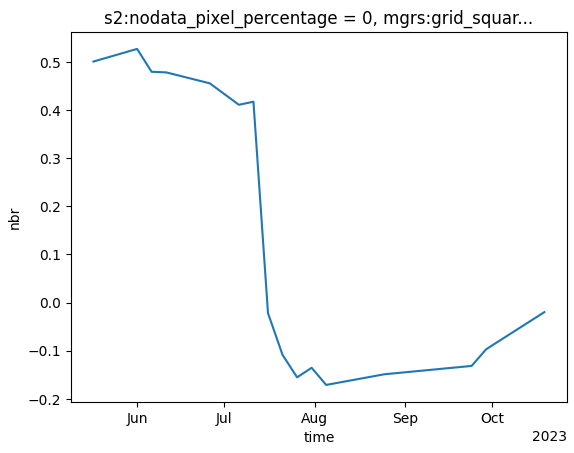 s2:nodata_pixel_percentage = 0, mgrs:grid_squar...
0.5
0.4
0.3
0.2
0.1
0.0
−0.1
−0.2
nbr
Jun Jul Aug Sep Oct
time
2023